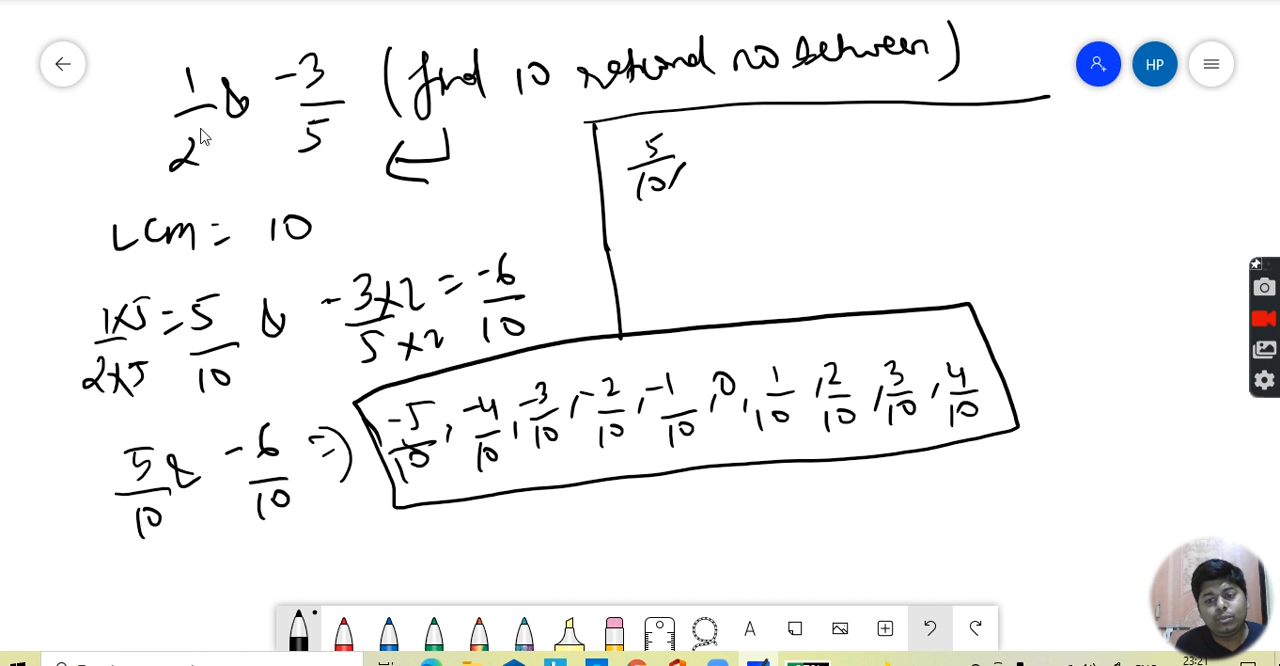 1/2 & -3/5 (find 10 rational no between)
5/10,
LCM = 10
1×5/2×5 = 5/10 & -3×2/5×2 = -6/10
5/10 & -6/10 ⇒ -5/10, -4/10, -3/10, -2/10, -1/10, 0, 1/10, 2/10, 3/10, 4/10
HP
A
23:2